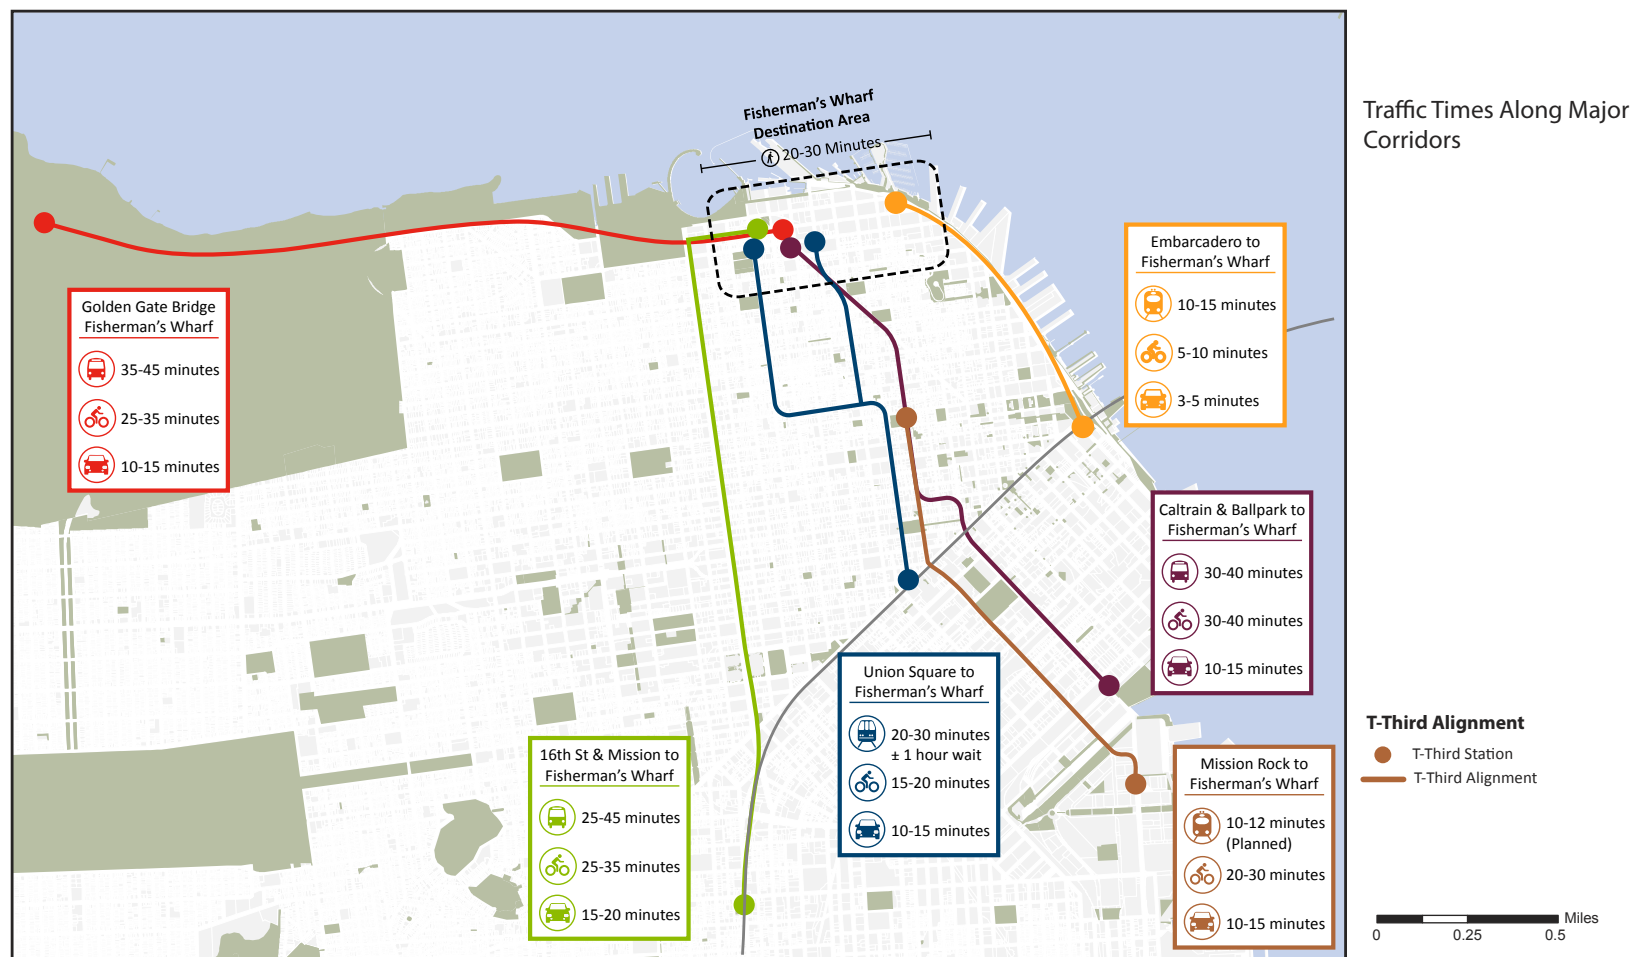 Traffic Times Along Major
Corridors
Fisherman's Wharf
Destination Area
20-30 Minutes
Golden Gate Bridge
Fisherman's Wharf
35-45 minutes
25-35 minutes
10-15 minutes
Embarcadero to
Fisherman's Wharf
10-15 minutes
5-10 minutes
3-5 minutes
Caltrain & Ballpark to
Fisherman's Wharf
30-40 minutes
30-40 minutes
10-15 minutes
Union Square to
Fisherman's Wharf
20-30 minutes
± 1 hour wait
15-20 minutes
10-15 minutes
16th St & Mission to
Fisherman's Wharf
25-45 minutes
25-35 minutes
15-20 minutes
Mission Rock to
Fisherman's Wharf
10-12 minutes
(Planned)
20-30 minutes
10-15 minutes
T-Third Alignment
T-Third Station
T-Third Alignment
Miles
0 0.25 0.5